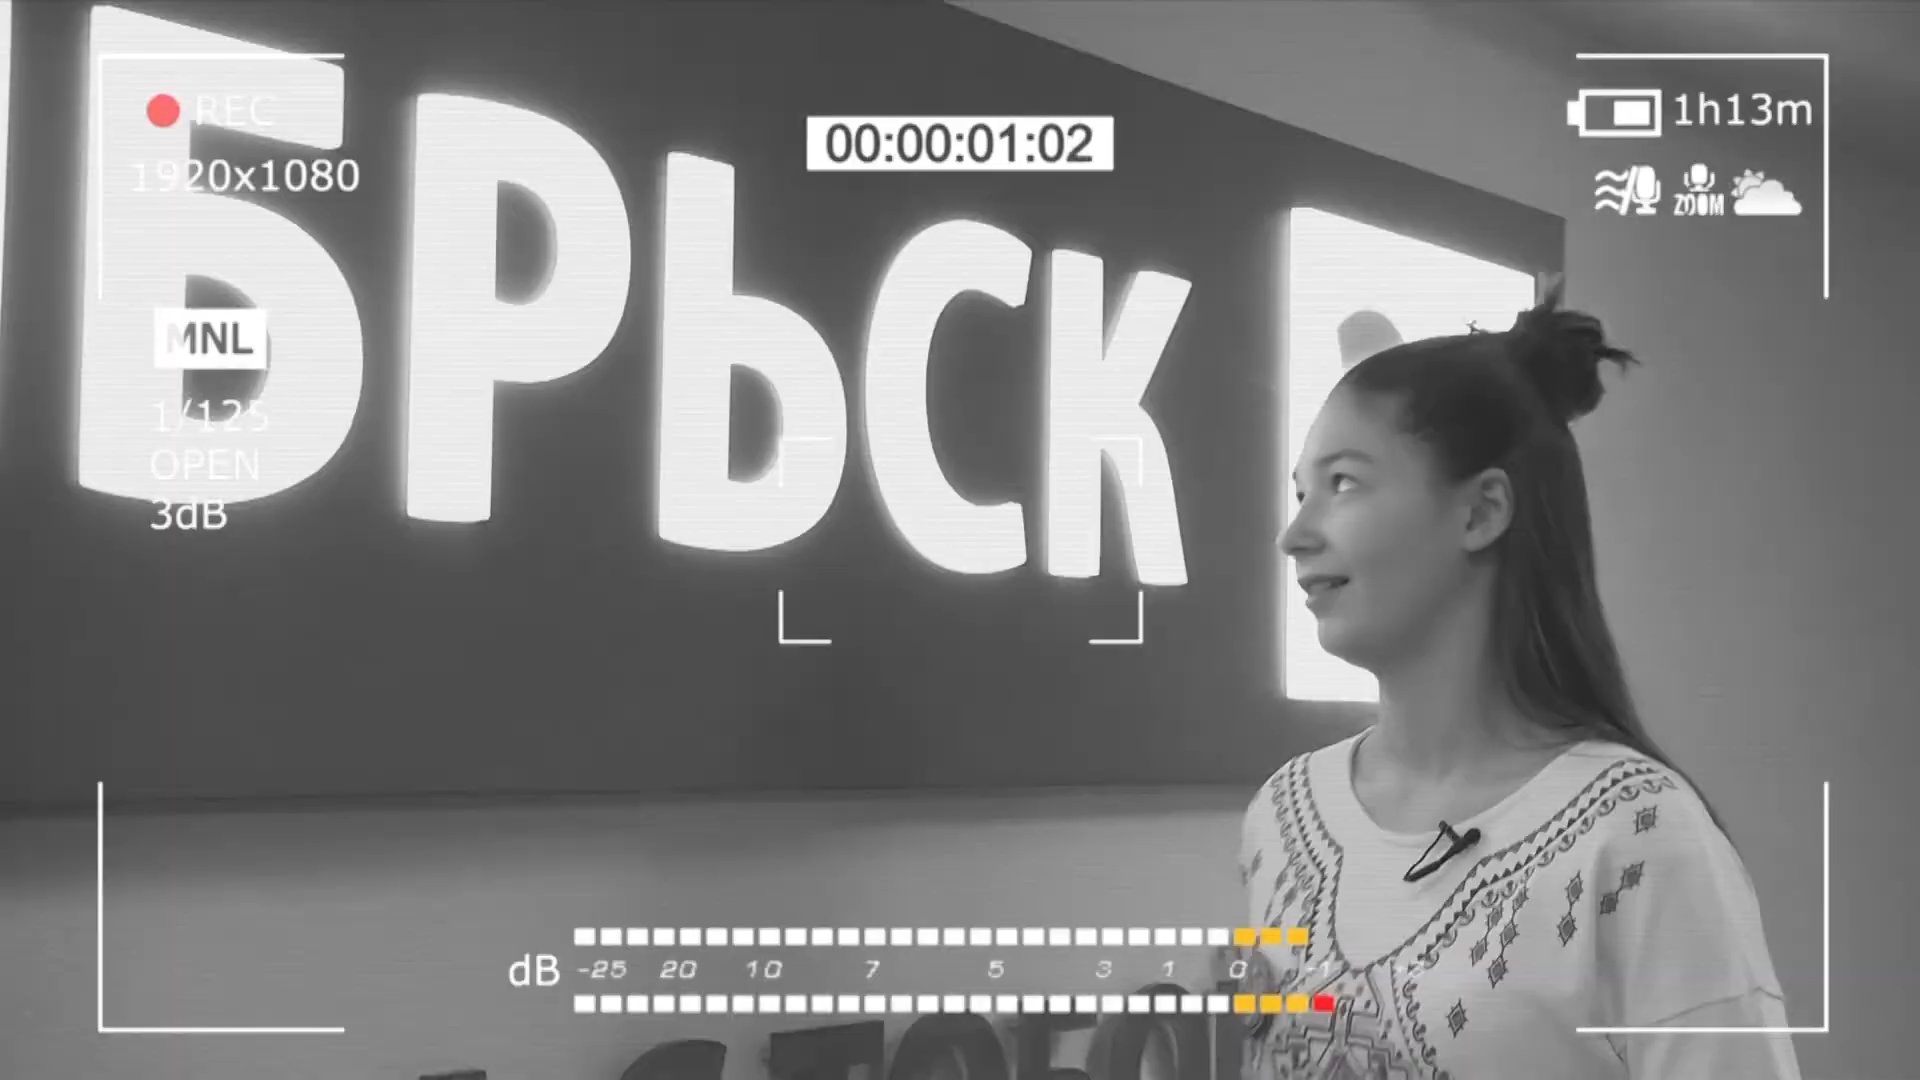 REC
1920x1080
00:00:01:02
1h13m
ZOOM
БРЬСК
MNL
1/125
OPEN
3dB
dB -25 20 10 7 5 3 1 0 -1